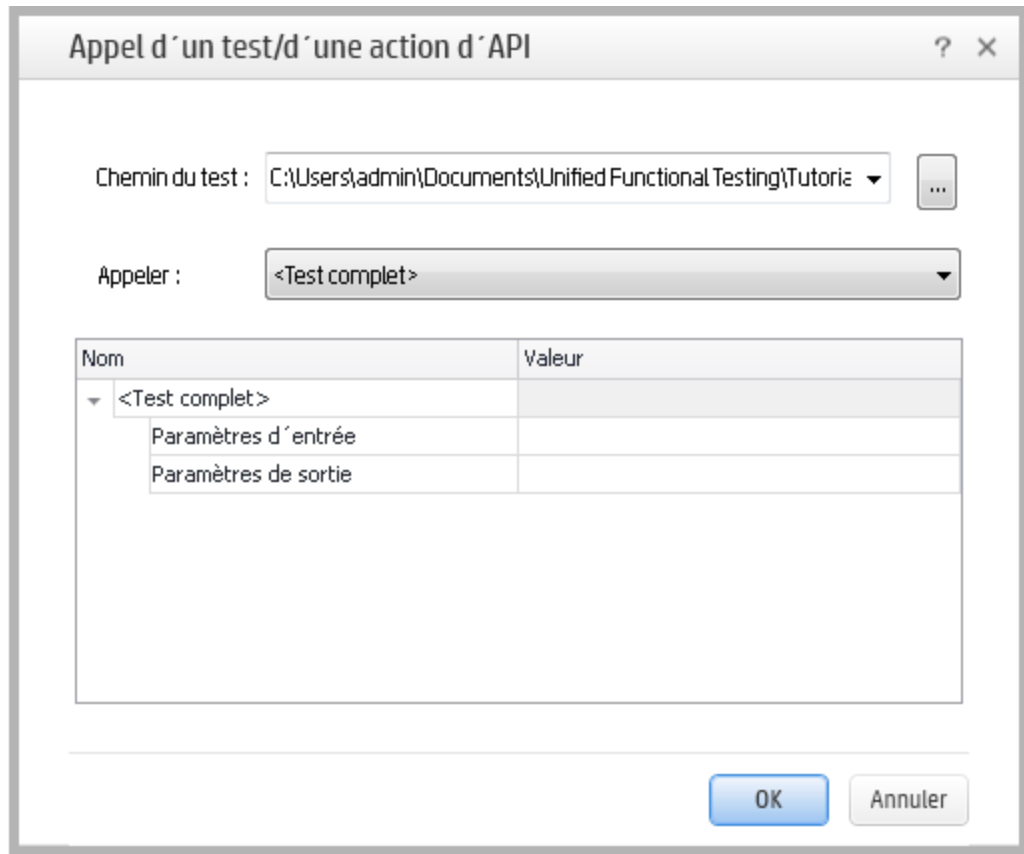 Appel d´un test/d´une action d´API ? ×
Chemin du test : C:\Users\admin\Documents\Unified Functional Testing\Tutoria ...
Appeler : <Test complet>
Nom Valeur
<Test complet>
Paramètres d´entrée
Paramètres de sortie
OK Annuler